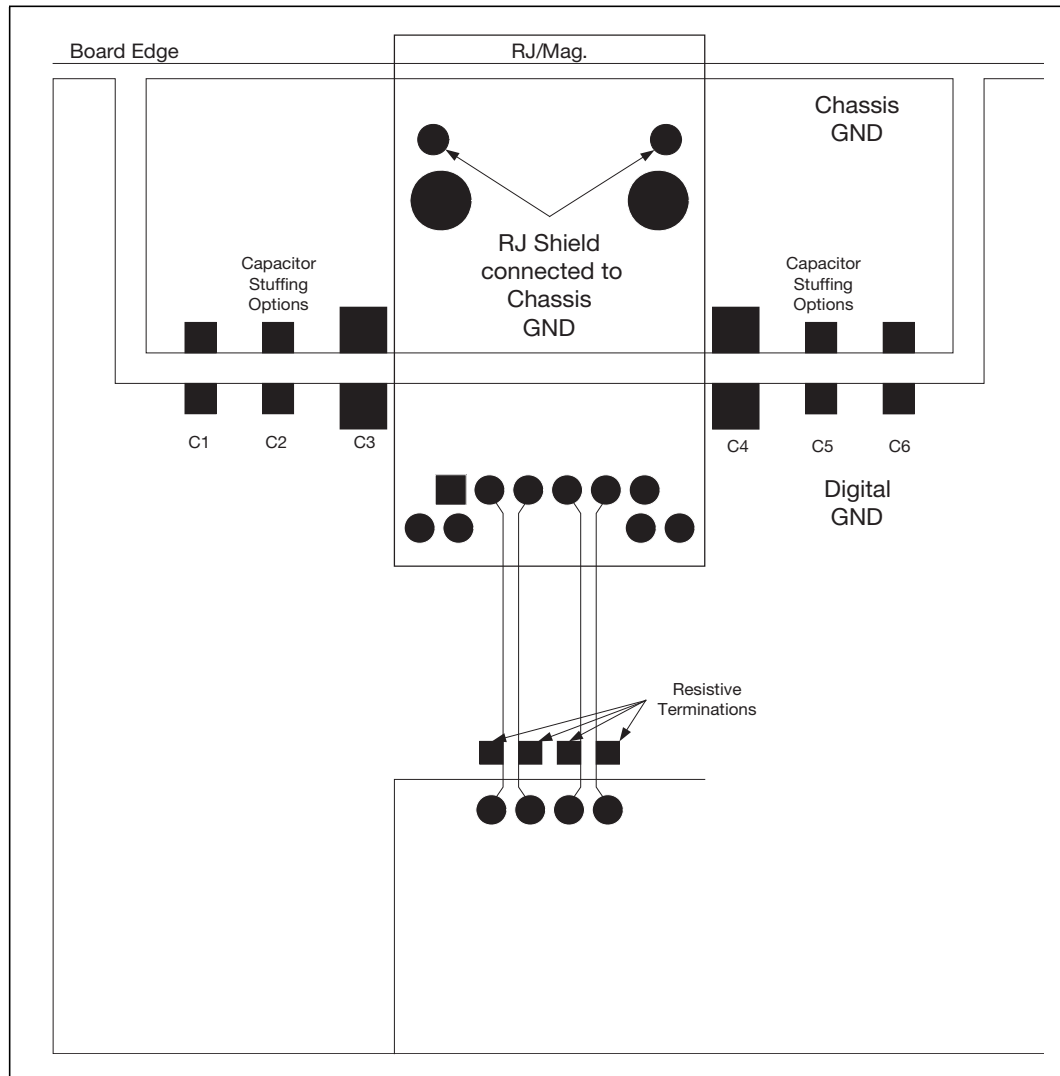 Board Edge
RJ/Mag.
Chassis
GND
RJ Shield
connected to
Chassis
GND
Capacitor
Stuffing
Options
Capacitor
Stuffing
Options
C1
C2
C3
C4
C5
C6
Digital
GND
Resistive
Terminations